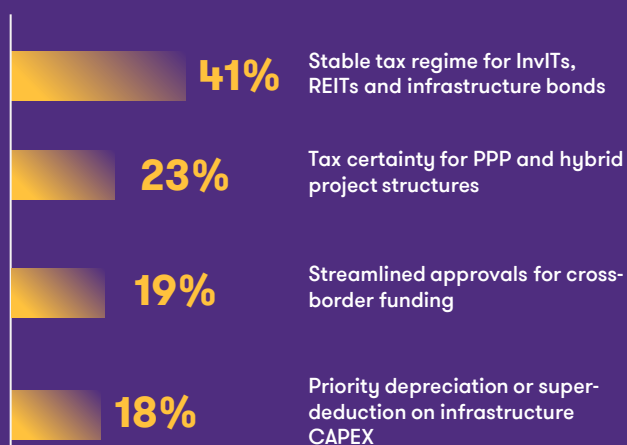 41%
Stable tax regime for InvITs,
REITs and infrastructure bonds
23%
Tax certainty for PPP and hybrid
project structures
19%
Streamlined approvals for cross-
border funding
18%
Priority depreciation or super-
deduction on infrastructure
CAPEX